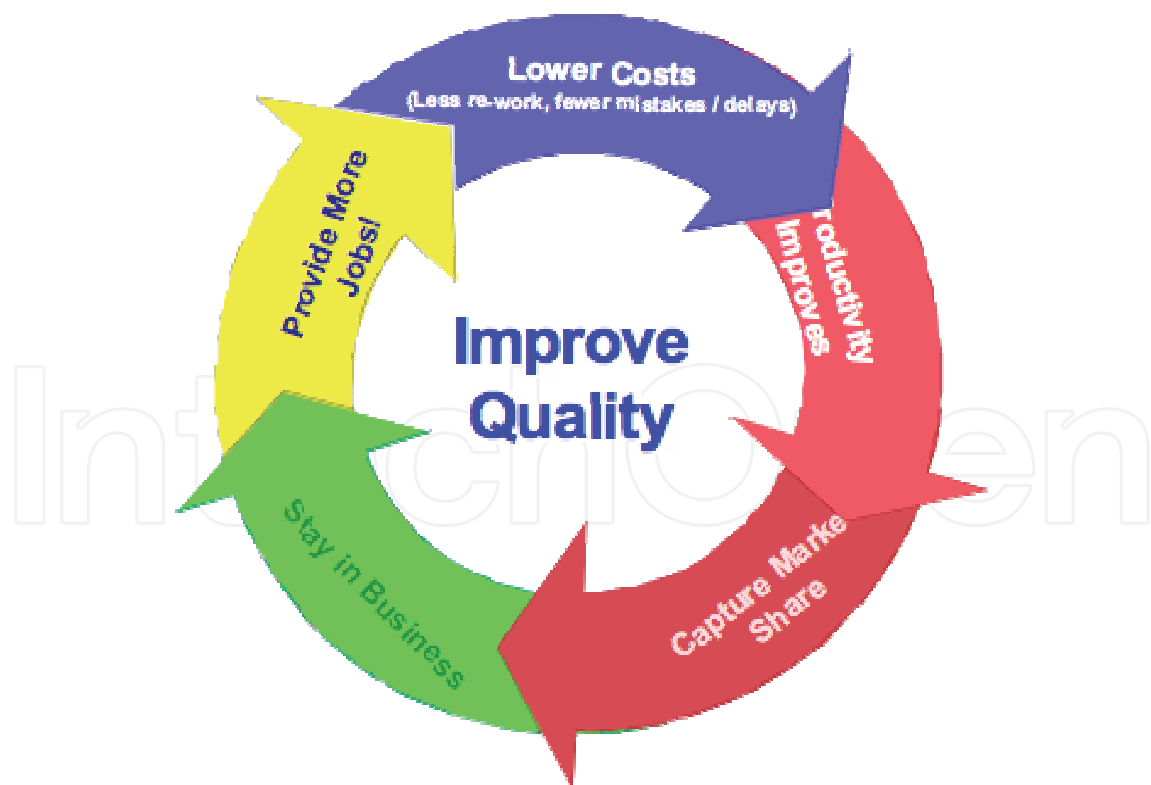 Lower Costs
(Less re-work, fewer mistakes / delays)
roductivity
Improves
Capture Marke
Share
Stay in Business
Provide More
Jobs!
Improve
Quality
IntechOpen